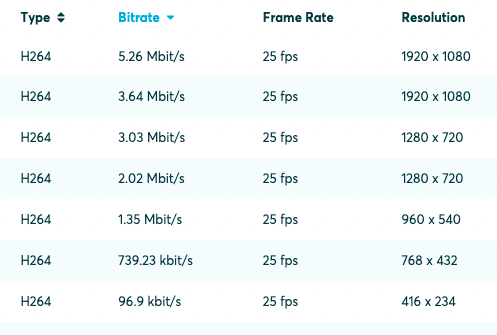 Type Bitrate Frame Rate Resolution
H264 5.26 Mbit/s 25 fps 1920 x 1080
H264 3.64 Mbit/s 25 fps 1920 x 1080
H264 3.03 Mbit/s 25 fps 1280 x 720
H264 2.02 Mbit/s 25 fps 1280 x 720
H264 1.35 Mbit/s 25 fps 960 x 540
H264 739.23 kbit/s 25 fps 768 x 432
H264 96.9 kbit/s 25 fps 416 x 234